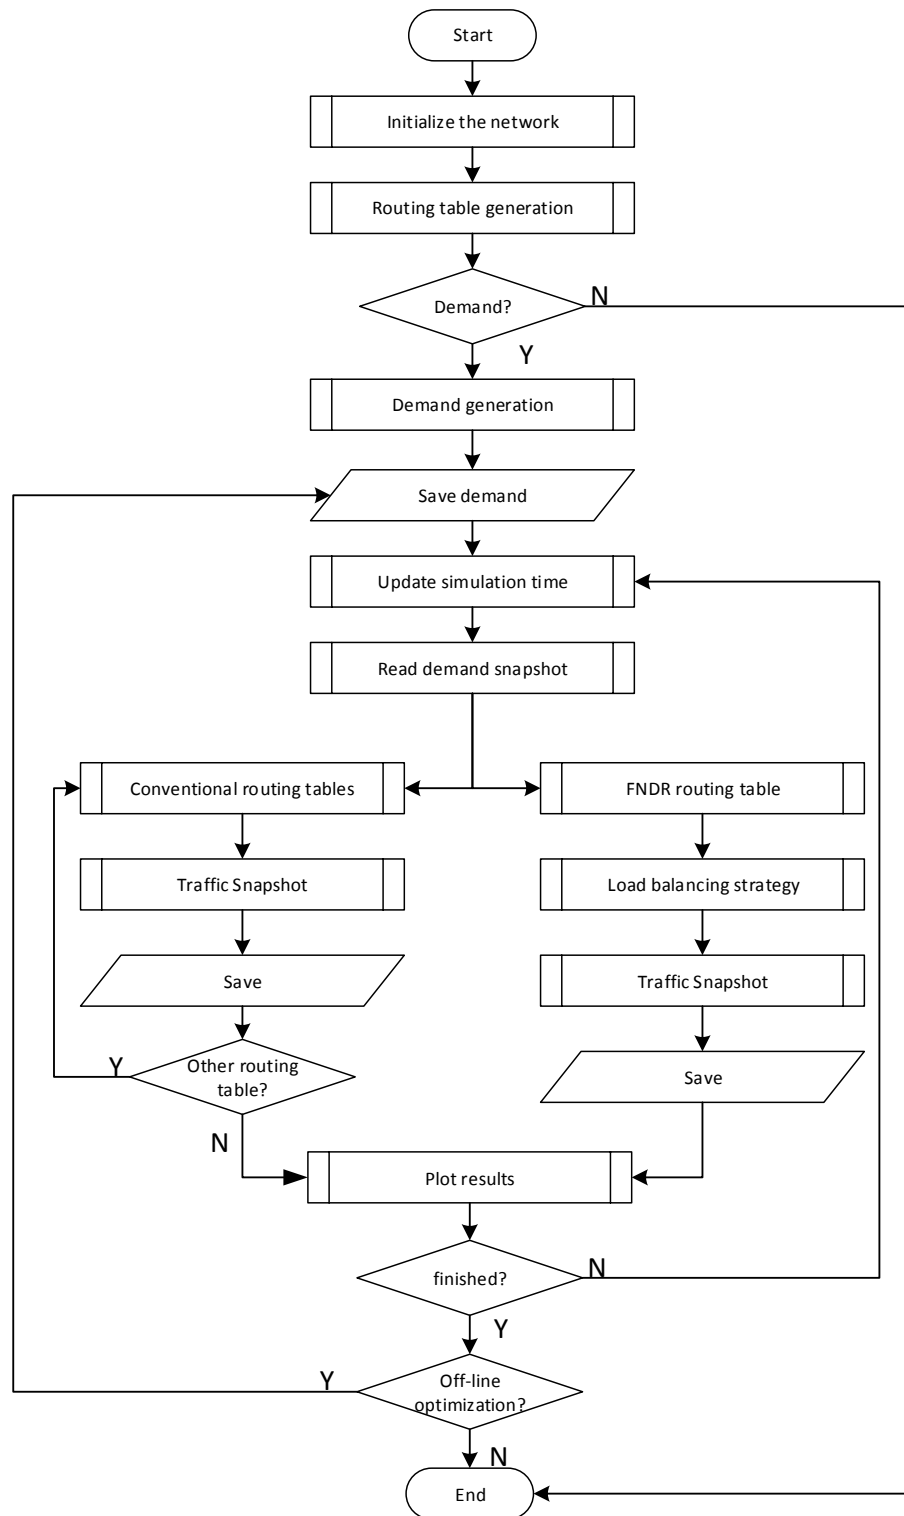 Start
Initialize the network
Routing table generation
Demand?
N
Y
Demand generation
Save demand
Update simulation time
Read demand snapshot
Conventional routing tables
FNDR routing table
Traffic Snapshot
Load balancing strategy
Save
Traffic Snapshot
Other routing
table?
Y
N
Save
Plot results
finished?
N
Y
Off-line
optimization?
Y
N
End